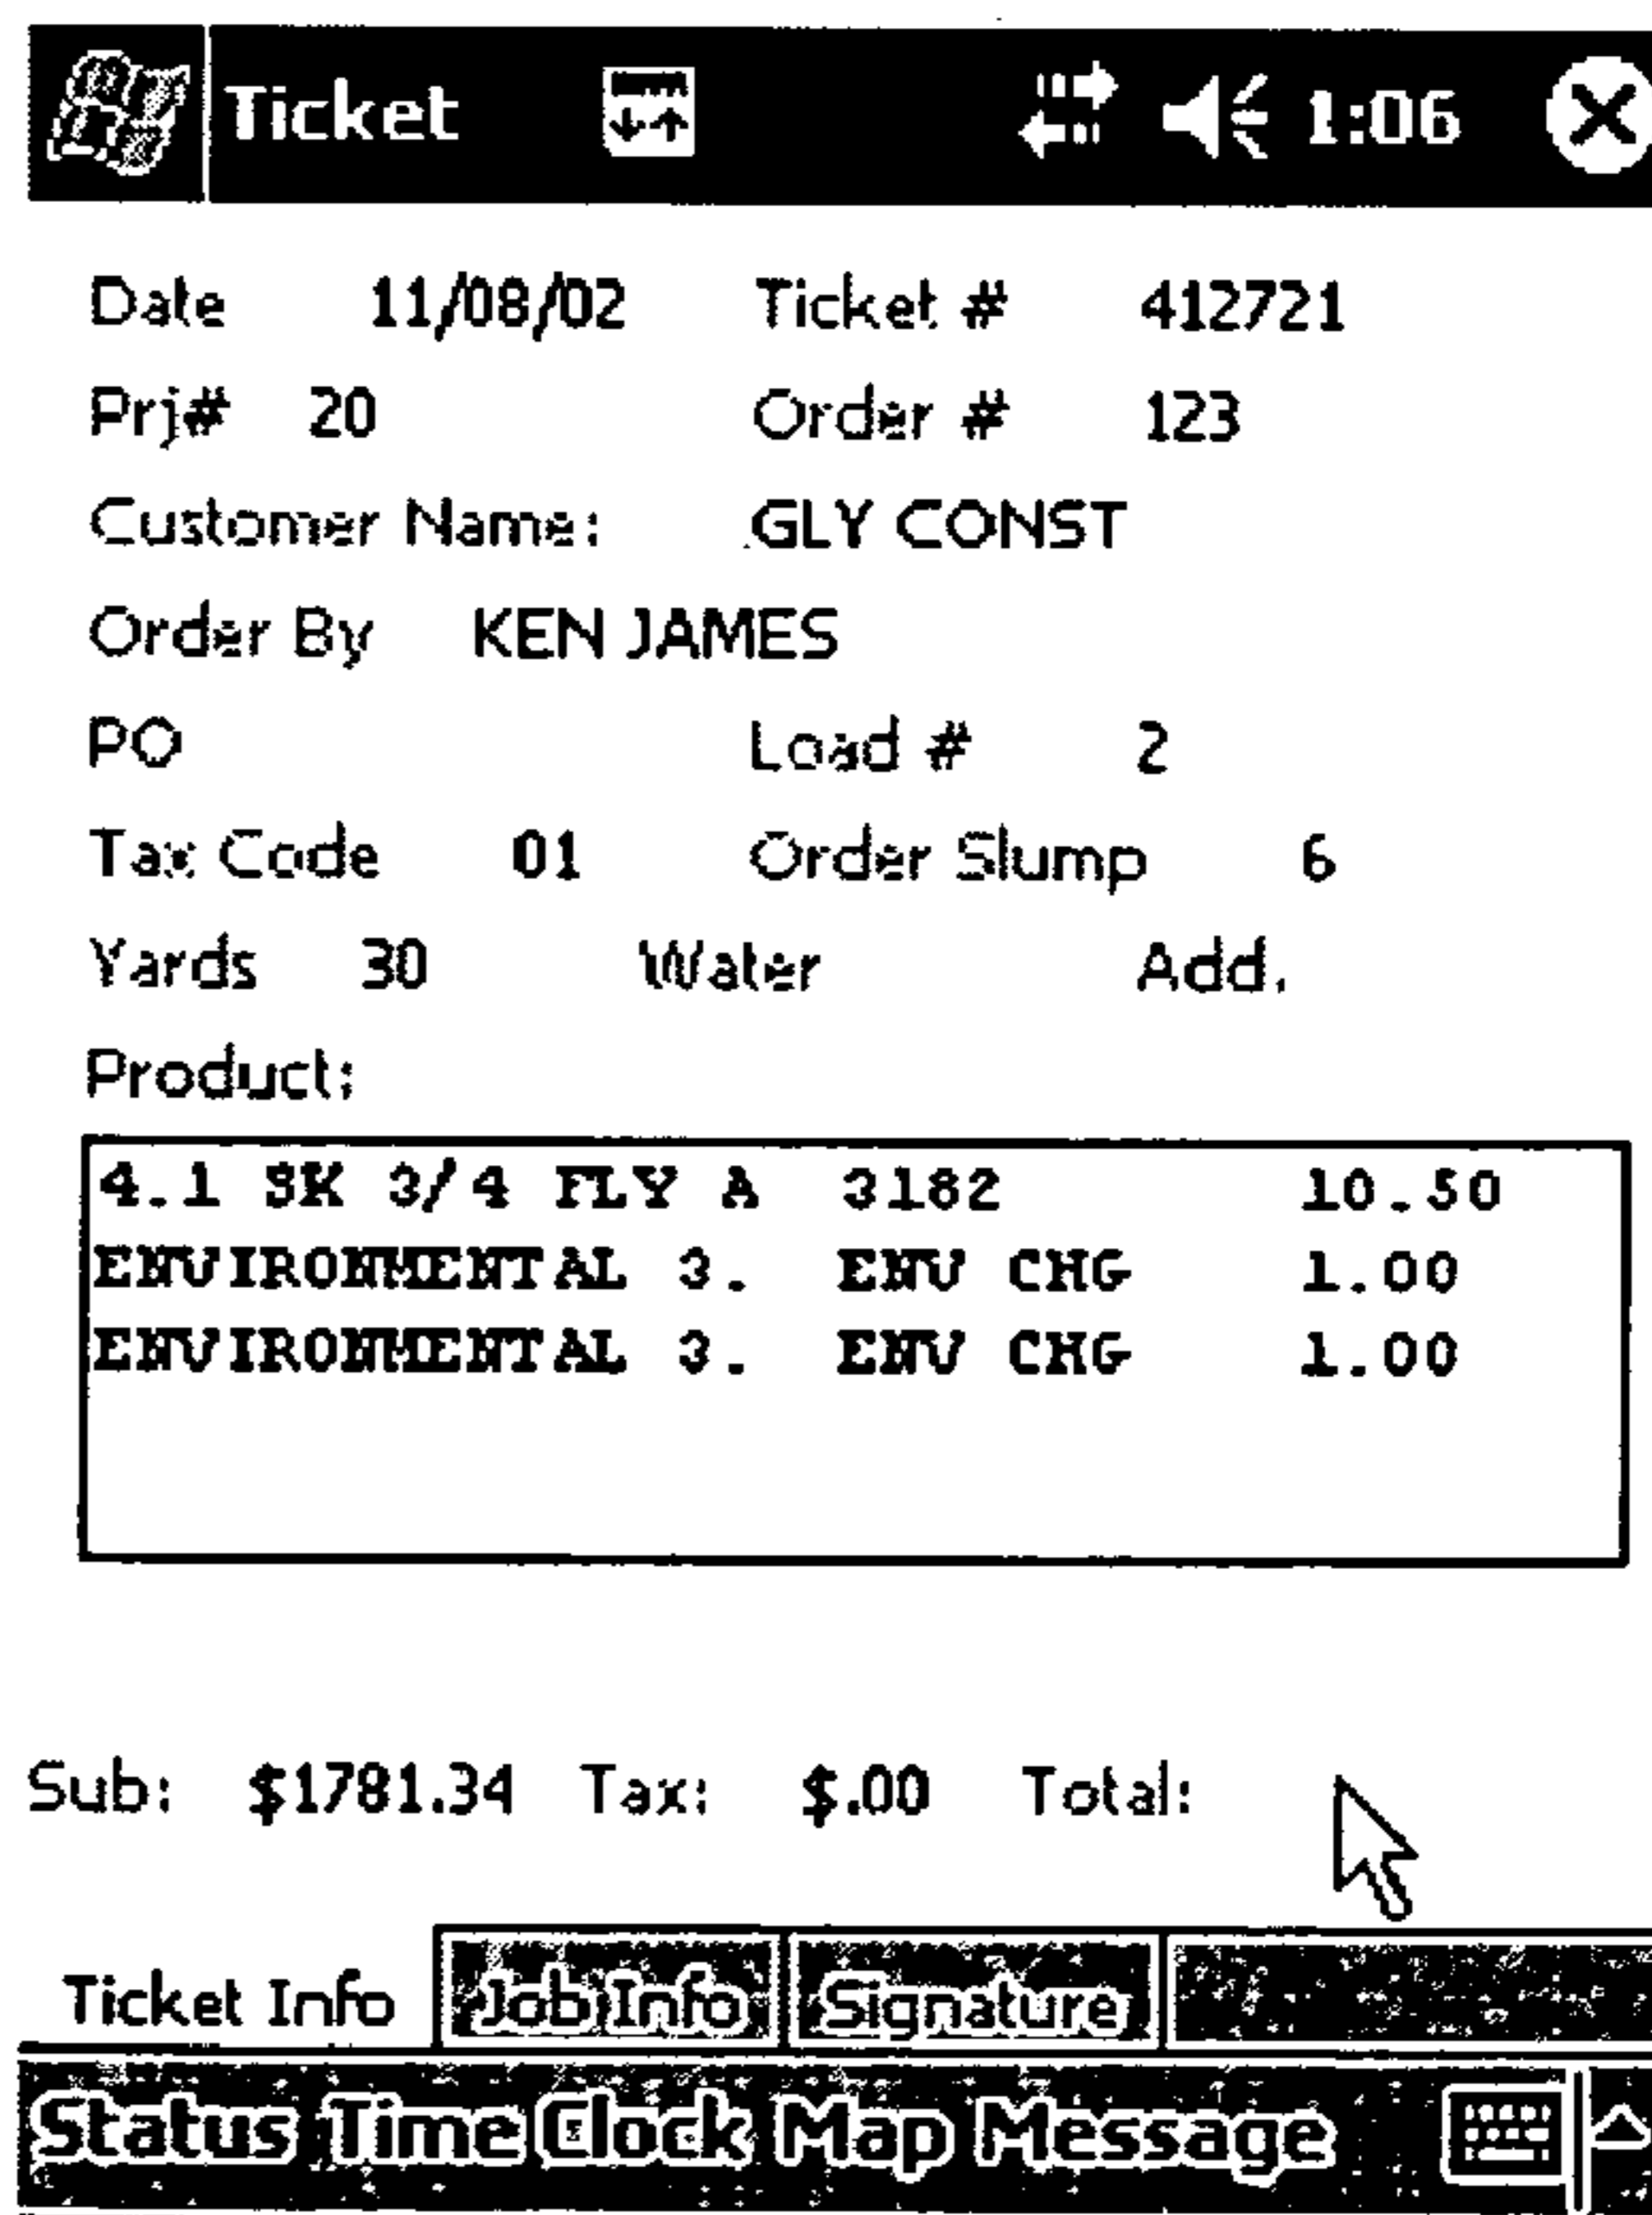 Ticket 1:06
Date 11/08/02 Ticket # 412721
Prj# 20 Order # 123
Customer Name: GLY CONST
Order By KEN JAMES
PO Load # 2
Tax Code 01 Order Slump 6
Yards 30 Water Add.
Product:
4.1 SK 3/4 FLY A 3182 10.50
ENVIRONMENTAL 3. ENV CHG 1.00
ENVIRONMENTAL 3. ENV CHG 1.00
Sub: $1781.34 Tax: $.00 Total:
Ticket Info Job Info Signature
Status Time Clock Map Message